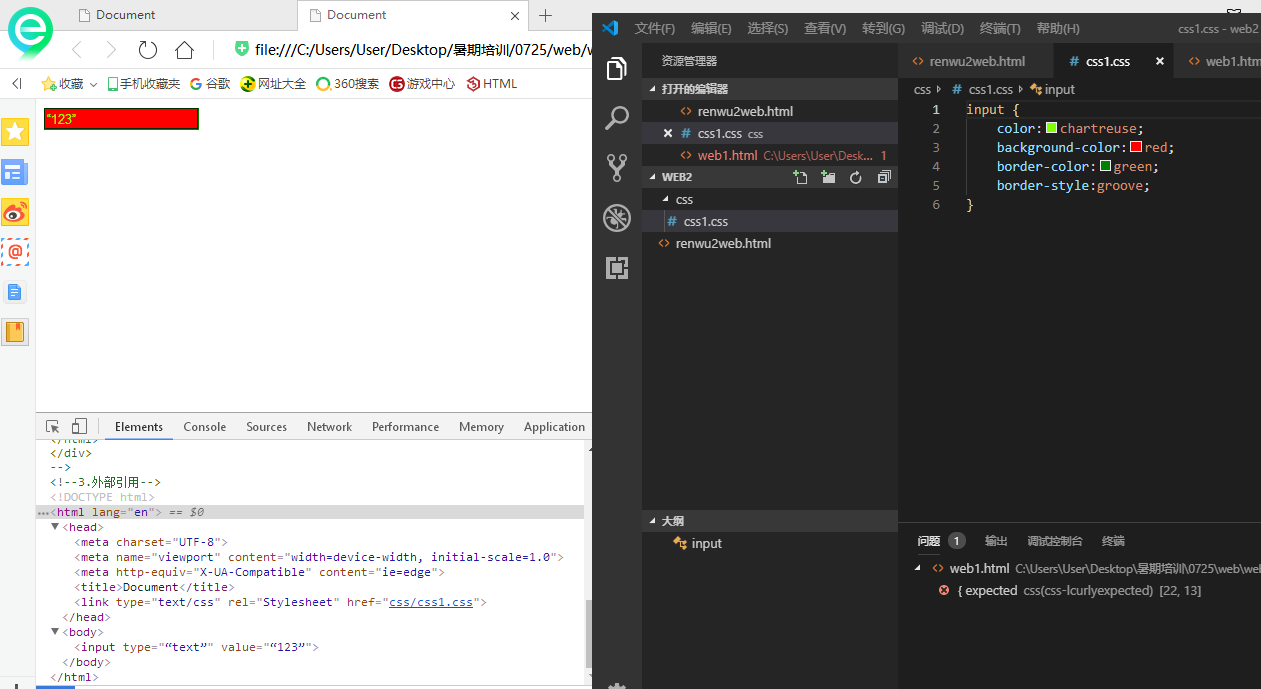 Document
Document
file:///C:/Users/User/Desktop/暑期培训/0725/web/w
收藏 手机收藏夹 谷歌 网址大全 360搜索 游戏中心 HTML
“123”
Elements Console Sources Network Performance Memory Application
</html>
</div>
-->
<!--3.外部引用-->
<!DOCTYPE html>
…<html lang="en"> == $0
▼<head>
<meta charset="UTF-8">
<meta name="viewport" content="width=device-width, initial-scale=1.0">
<meta http-equiv="X-UA-Compatible" content="ie=edge">
<title>Document</title>
<link type="text/css" rel="Stylesheet" href="css/css1.css">
</head>
▼<body>
<input type="“text”" value="“123”">
</body>
</html>
文件(F) 编辑(E) 选择(S) 查看(V) 转到(G) 调试(D) 终端(T) 帮助(H) css1.css - web2
资源管理器
打开的编辑器
renwu2web.html
css1.css css
web1.html C:\Users\User\Desk... 1
WEB2
css
css1.css
renwu2web.html
大纲
input
renwu2web.html css1.css web1.htm
css css1.css input
1 input {
2 color: chartreuse;
3 background-color: red;
4 border-color: green;
5 border-style:groove;
6 }
问题 1 输出 调试控制台 终端
web1.html C:\Users\User\Desktop\暑期培训\0725\web\wel
{ expected css(css-lcurlyexpected) [22, 13]